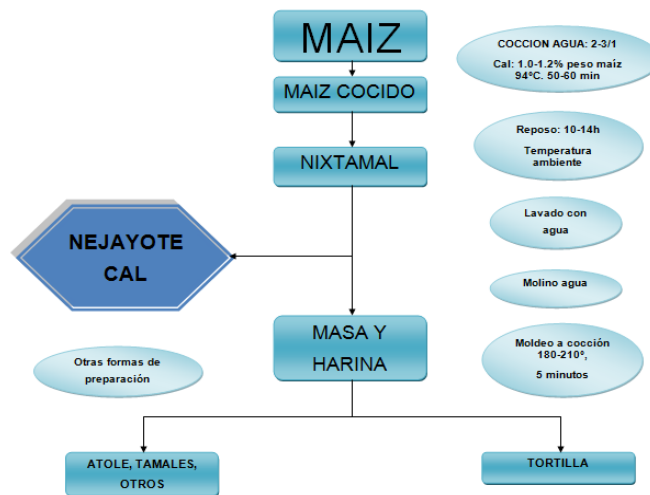 MAIZ
COCCION AGUA: 2-3/1
Cal: 1.0-1.2% peso maíz
94ºC. 50-60 min
MAIZ COCIDO
Reposo: 10-14h
Temperatura
ambiente
NIXTAMAL
NEJAYOTE
CAL
Lavado con
agua
Molino agua
MASA Y
HARINA
Moldeo a cocción
180-210º,
5 minutos
Otras formas de
preparación
ATOLE, TAMALES,
OTROS
TORTILLA